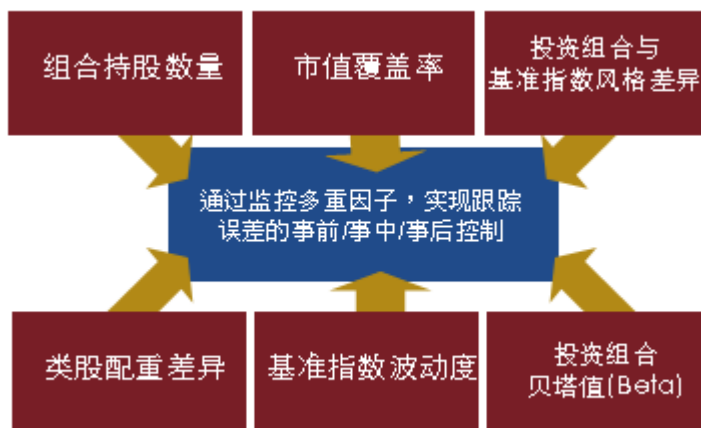 组合持股数量
市值覆盖率
投资组合与
基准指数风格差异
通过监控多重因子，实现跟踪
误差的事前/事中/事后控制
类股配重差异
基准指数波动度
投资组合
贝塔值(Beta)